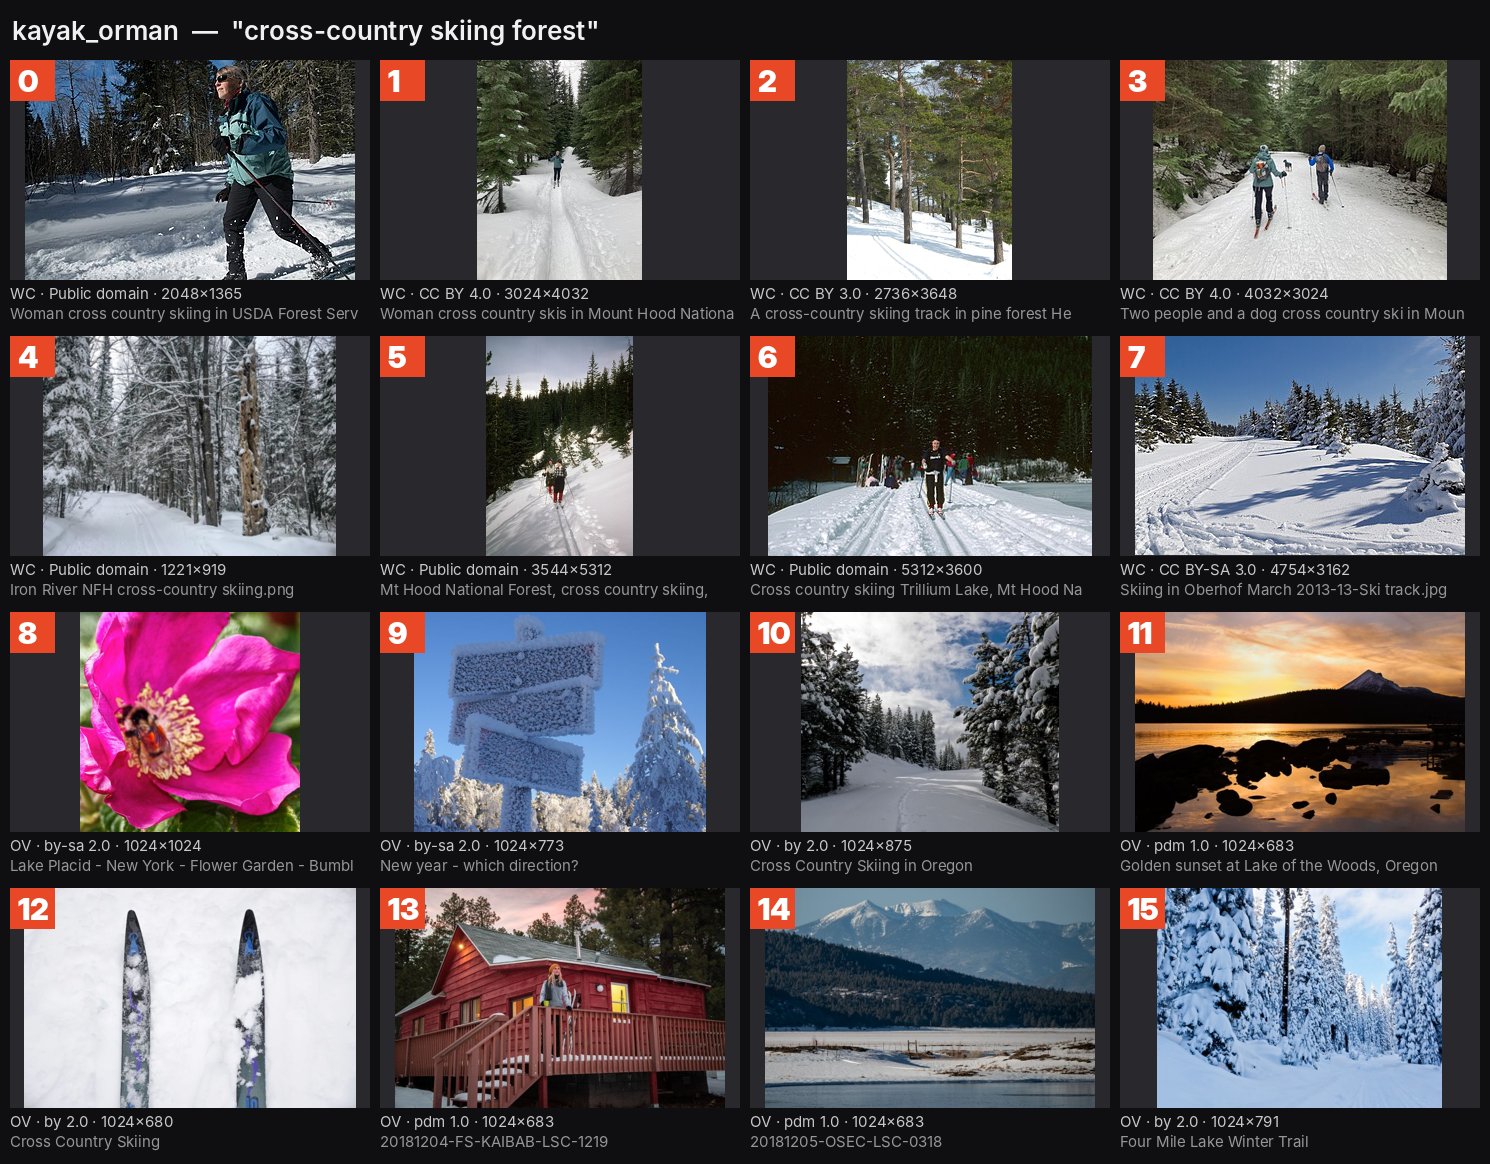 kayak_orman — "cross-country skiing forest"
0
1
2
3
WC · Public domain · 2048×1365
Woman cross country skiing in USDA Forest Serv
WC · CC BY 4.0 · 3024×4032
Woman cross country skis in Mount Hood Nationa
WC · CC BY 3.0 · 2736×3648
A cross-country skiing track in pine forest He
WC · CC BY 4.0 · 4032×3024
Two people and a dog cross country ski in Moun
4
5
6
7
WC · Public domain · 1221×919
Iron River NFH cross-country skiing.png
WC · Public domain · 3544×5312
Mt Hood National Forest, cross country skiing,
WC · Public domain · 5312×3600
Cross country skiing Trillium Lake, Mt Hood Na
WC · CC BY-SA 3.0 · 4754×3162
Skiing in Oberhof March 2013-13-Ski track.jpg
8
9
10
11
OV · by-sa 2.0 · 1024×1024
Lake Placid - New York - Flower Garden - Bumbl
OV · by-sa 2.0 · 1024×773
New year - which direction?
OV · by 2.0 · 1024×875
Cross Country Skiing in Oregon
OV · pdm 1.0 · 1024×683
Golden sunset at Lake of the Woods, Oregon
12
13
14
15
OV · by 2.0 · 1024×680
Cross Country Skiing
OV · pdm 1.0 · 1024×683
20181204-FS-KAIBAB-LSC-1219
OV · pdm 1.0 · 1024×683
20181205-OSEC-LSC-0318
OV · by 2.0 · 1024×791
Four Mile Lake Winter Trail